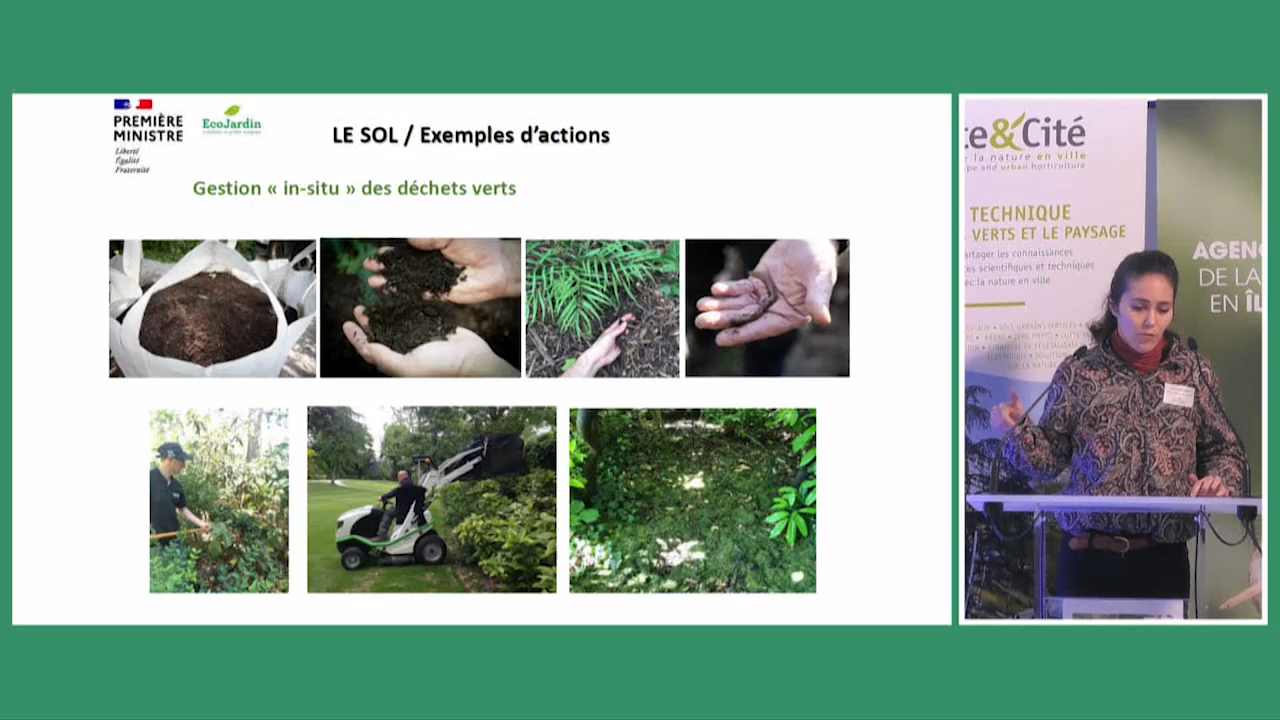 PREMIÈRE
MINISTRE
Liberté
Égalité
Fraternité
EcoJardin
LE SOL / Exemples d'actions
Gestion « in-situ » des déchets verts
te&Cité
r la nature en ville
pe and urban horticulture
TECHNIQUE
VERTS ET LE PAYSAGE
artager les connaissances
es scientifiques et techniques
ec la nature en ville
AGENC
DE LA
EN ÎL